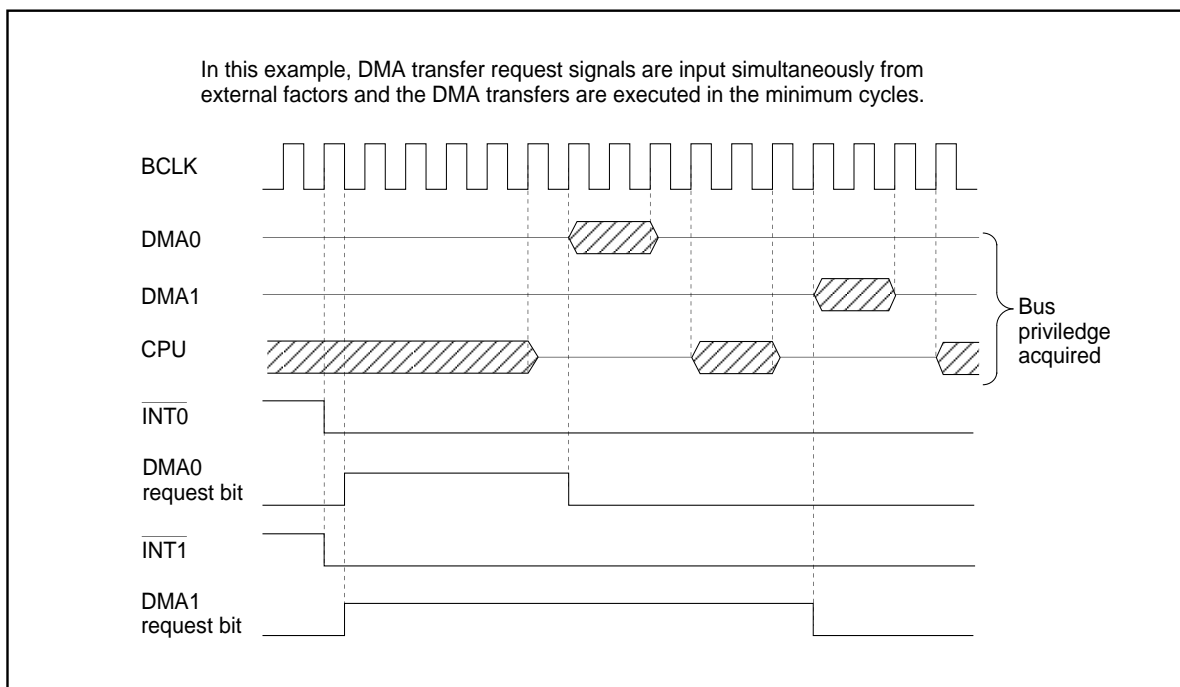 In this example, DMA transfer request signals are input simultaneously from
external factors and the DMA transfers are executed in the minimum cycles.
BCLK
DMA0
DMA1
CPU
Bus
priviledge
acquired
INT0
DMA0
request bit
INT1
DMA1
request bit